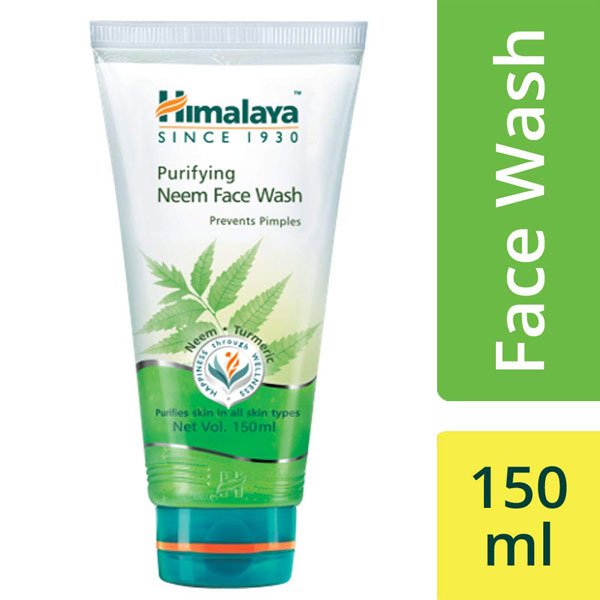 Himalaya™
SINCE 1930
Purifying
Neem Face Wash
Prevents Pimples
Neem • Turmeric
HAPPINESS through WELLNESS
Purifies skin in all skin types
Net Vol. 150ml
Face Wash
150
ml